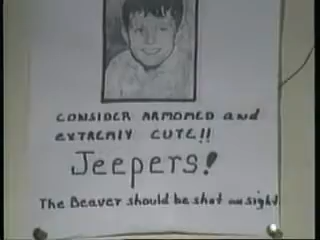 CONSIDER ARMOMED and
EXTREMLY CUTE!!
Jeepers!
The Beaver should be shot on sight